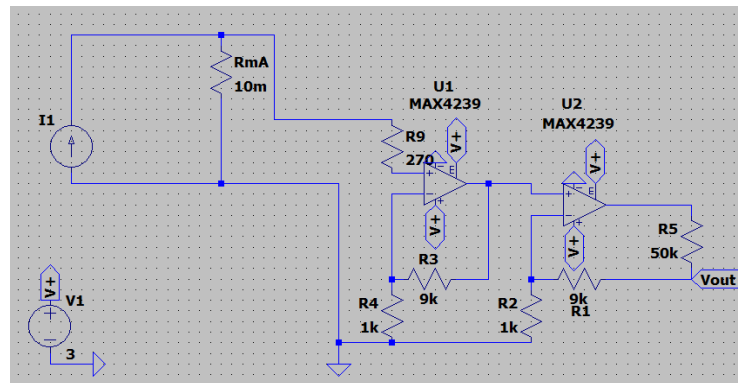 RmA
10m
I1
U1
MAX4239
U2
MAX4239
R9
270
V+
E
V+
E
V+
V+
R3
9k
R5
50k
Vout
V+
V1
3
R4
1k
R2
1k
9k
R1